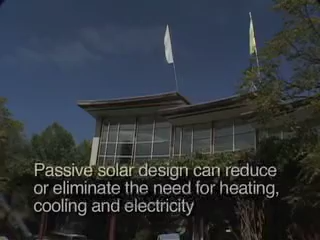 Passive solar design can reduce
or eliminate the need for heating,
cooling and electricity